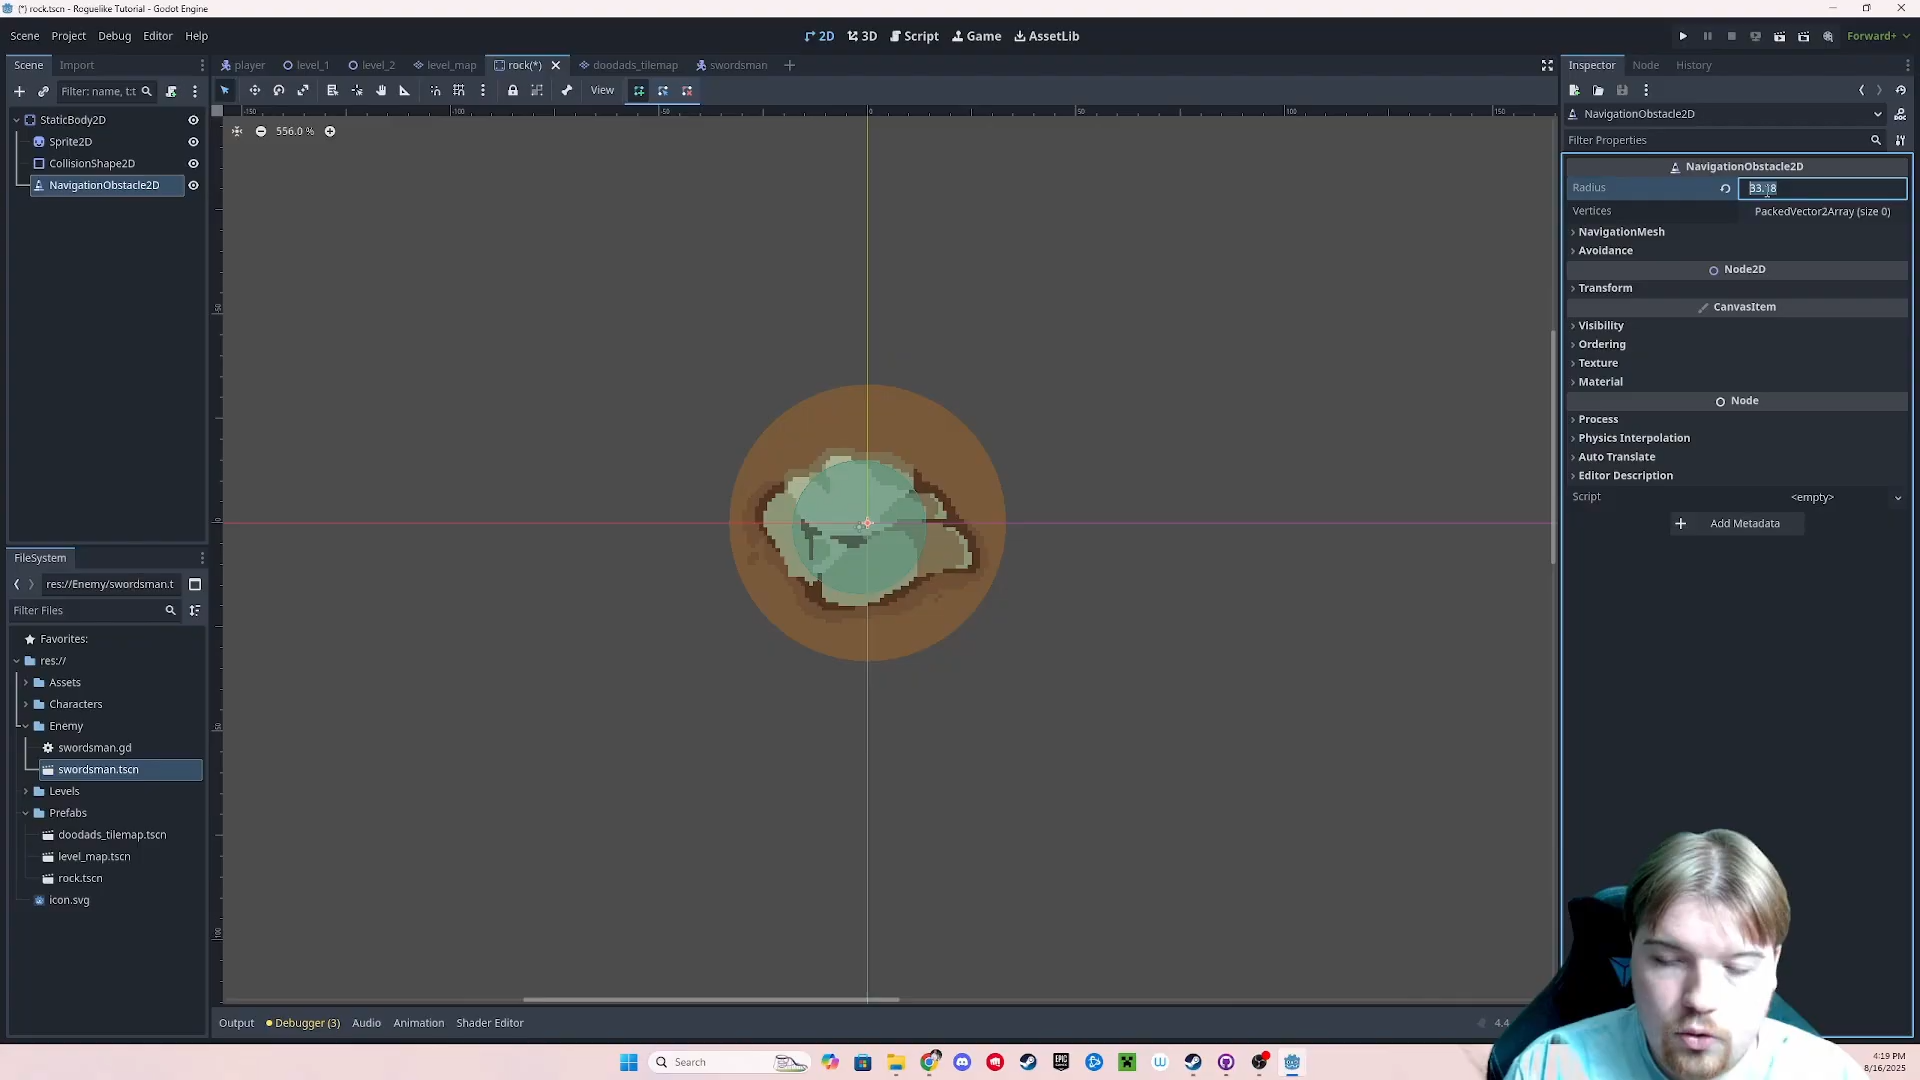 (*) rock.tscn - Roguelike Tutorial - Godot Engine
Scene Project Debug Editor Help
2D 3D Script Game AssetLib
Forward+
Scene Import
player level_1 level_2 level_map rock(*) doodads_tilemap swordsman
Inspector Node History
Filter: name, t:t
View
NavigationObstacle2D
Filter Properties
556.0 %
StaticBody2D
Sprite2D
CollisionShape2D
NavigationObstacle2D
NavigationObstacle2D
Radius
Vertices PackedVector2Array (size 0)
NavigationMesh
Avoidance
Node2D
Transform
CanvasItem
Visibility
Ordering
Texture
Material
Node
Process
Physics Interpolation
Auto Translate
Editor Description
Script <empty>
Add Metadata
FileSystem
res://Enemy/swordsman.t
Filter Files
Favorites:
res://
Assets
Characters
Enemy
swordsman.gd
swordsman.tscn
Levels
Prefabs
doodads_tilemap.tscn
level_map.tscn
rock.tscn
icon.svg
Output Debugger (3) Audio Animation Shader Editor
4.4
Search
4:19 PM
8/16/2025